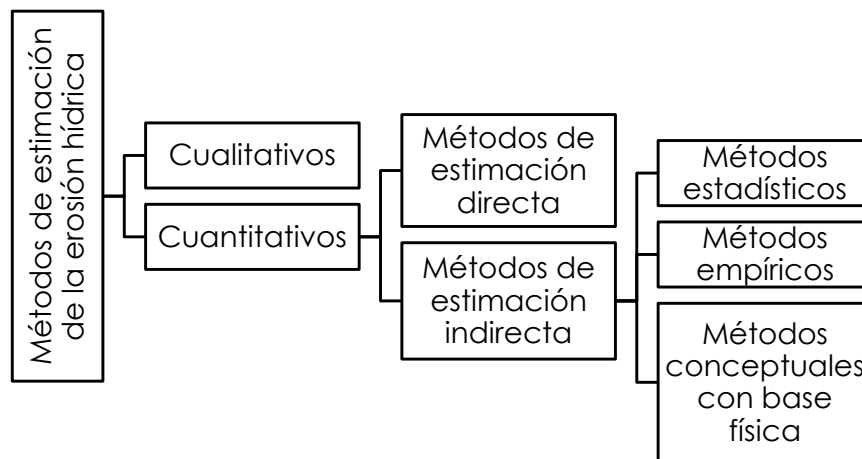 Métodos de estimación
de la erosión hídrica
Cualitativos
Cuantitativos
Métodos de
estimación
directa
Métodos de
estimación
indirecta
Métodos
estadísticos
Métodos
empíricos
Métodos
conceptuales
con base
física